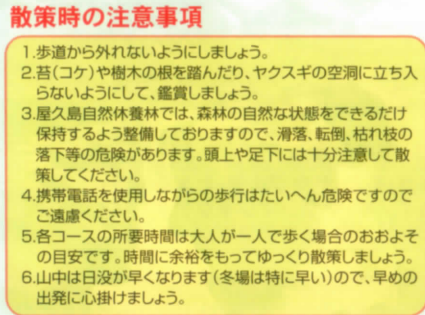 散策時の注意事項
1.歩道から外れないようにしましょう。
2.苔(コケ)や樹木の根を踏んだり、ヤクスギの空洞に立ち入
らないようにして、鑑賞しましょう。
3.屋久島自然休養林では、森林の自然な状態をできるだけ
保持するよう整備しておりますので、滑落、転倒、枯れ枝の
落下等の危険があります。頭上や足下には十分注意して散
策してください。
4.携帯電話を使用しながらの歩行はたいへん危険ですので
ご遠慮ください。
5.各コースの所要時間は大人が一人で歩く場合のおおよそ
の目安です。時間に余裕をもってゆっくり散策しましょう。
6.山中は日没が早くなります(冬場は特に早い)ので、早めの
出発に心掛けましょう。